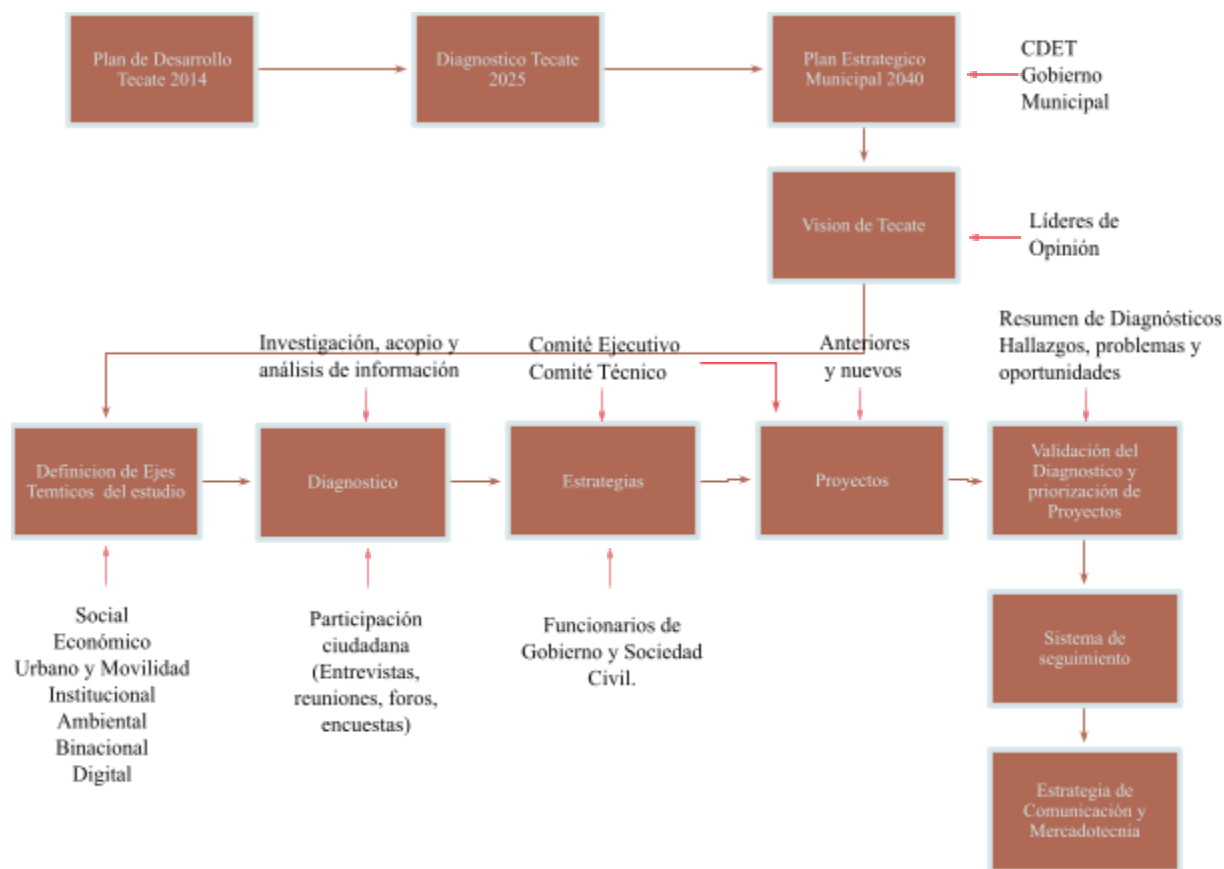 Plan de Desarrollo
Tecate 2014
Diagnostico Tecate
2025
Plan Estrategico
Municipal 2040
CDET
Gobierno
Municipal
Vision de Tecate
Líderes de
Opinión
Investigación, acopio y
análisis de información
Comité Ejecutivo
Comité Técnico
Anteriores
y nuevos
Resumen de Diagnósticos
Hallazgos, problemas y
oportunidades
Definicion de Ejes
Temticos del estudio
Diagnostico
Estrategias
Proyectos
Validación del
Diagnostico y
priorización de
Proyectos
Social
Económico
Urbano y Movilidad
Institucional
Ambiental
Binacional
Digital
Participación
ciudadana
(Entrevistas,
reuniones, foros,
encuestas)
Funcionarios de
Gobierno y Sociedad
Civil.
Sistema de
seguimiento
Estrategia de
Comunicación y
Mercadotecnia